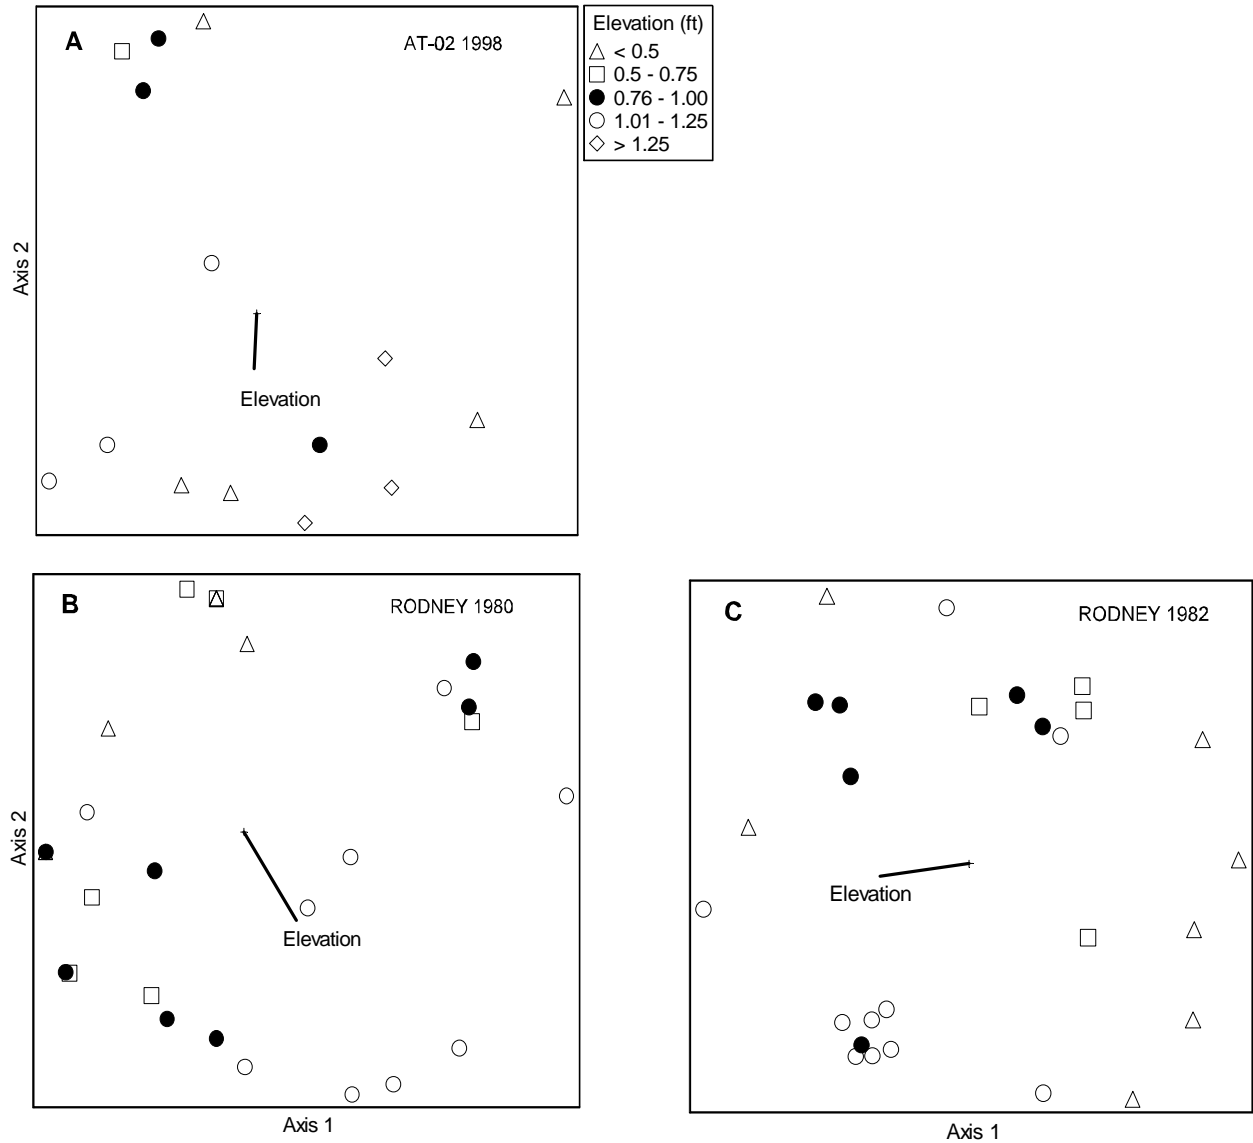 A
AT-02 1998
Elevation (ft)
< 0.5
0.5 - 0.75
0.76 - 1.00
1.01 - 1.25
> 1.25
Axis 2
Elevation
B
RODNEY 1980
Axis 2
Elevation
Axis 1
C
RODNEY 1982
Elevation
Axis 1